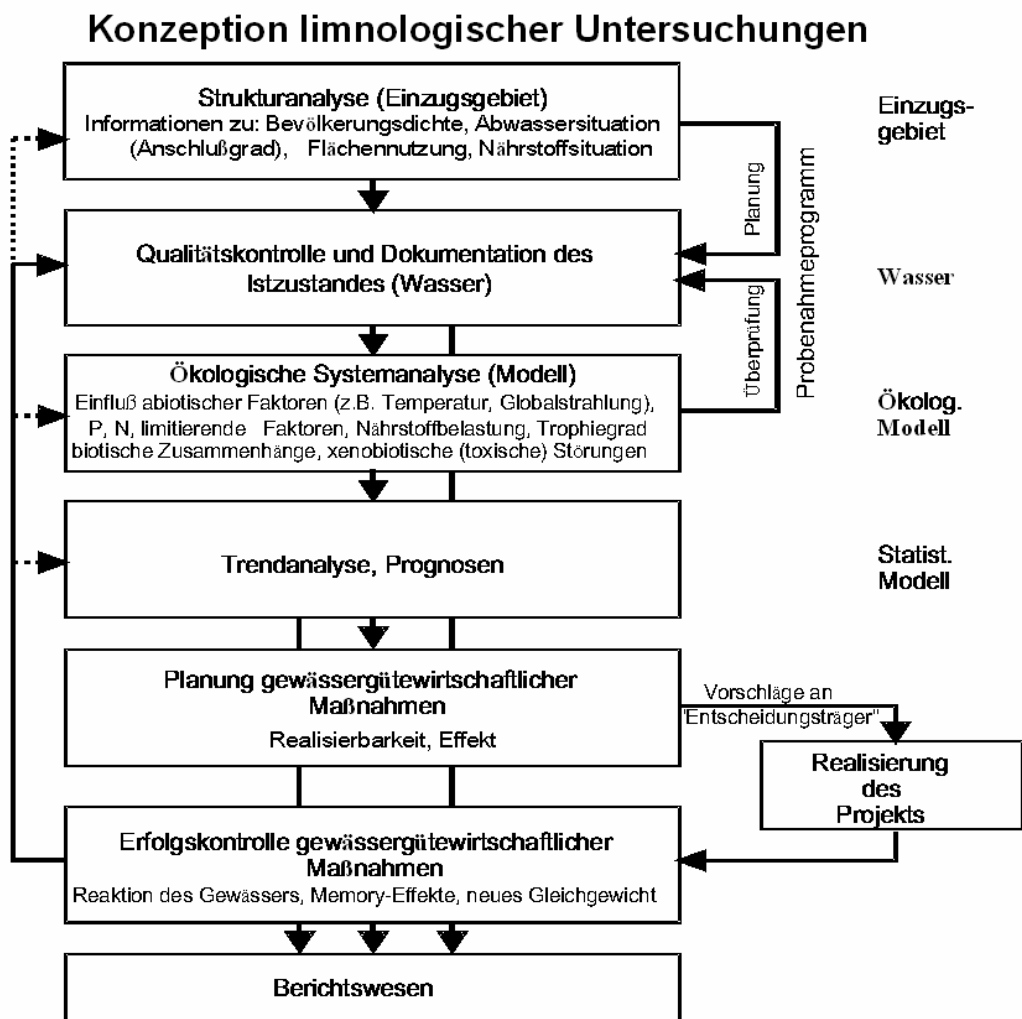 Konzeption limnologischer Untersuchungen
Strukturanalyse (Einzugsgebiet)
Informationen zu: Bevölkerungsdichte, Abwassersituation
(Anschlußgrad), Flächennutzung, Nährstoffsituation
Einzugs-
gebiet
Planung
Qualitätskontrolle und Dokumentation des
Istzustandes (Wasser)
Wasser
Probenahmeprogramm
Überprüfung
Ökologische Systemanalyse (Modell)
Einfluß abiotischer Faktoren (z.B. Temperatur, Globalstrahlung),
P, N, limitierende Faktoren, Nährstoffbelastung, Trophiegrad
biotische Zusammenhänge, xenobiotische (toxische) Störungen
Ökolog.
Modell
Trendanalyse, Prognosen
Statist.
Modell
Planung gewässergütewirtschaftlicher
Maßnahmen
Realisierbarkeit, Effekt
Vorschläge an
"Entscheidungsträger"
Realisierung
des
Projekts
Erfolgskontrolle gewässergütewirtschaftlicher
Maßnahmen
Reaktion des Gewässers, Memory-Effekte, neues Gleichgewicht
Berichtswesen